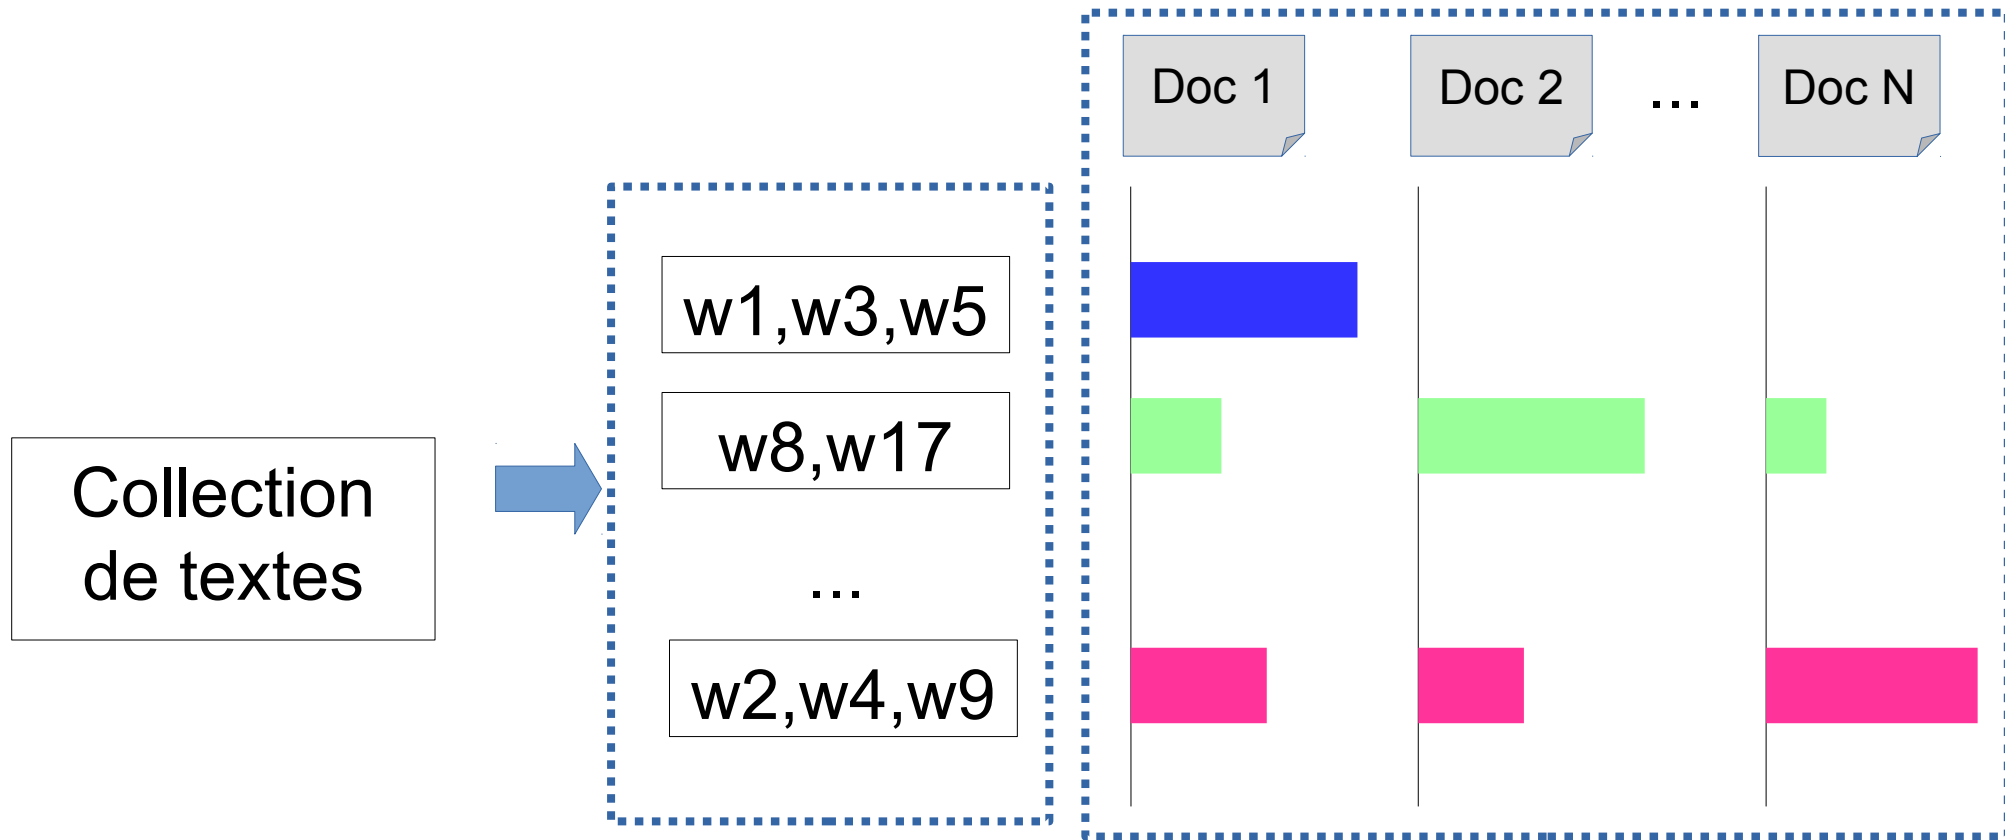 Doc 1
Doc 2
...
Doc N
w1,w3,w5
w8,w17
...
w2,w4,w9
Collection
de textes